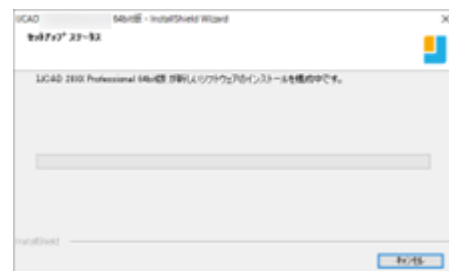 IJCAD 64bit版 - InstallShield Wizard
セットアップ ステータス
IJCAD 20XX Professional 64bit版 が新しいソフトウェアのインストールを構成中です。
InstallShield
キャンセル